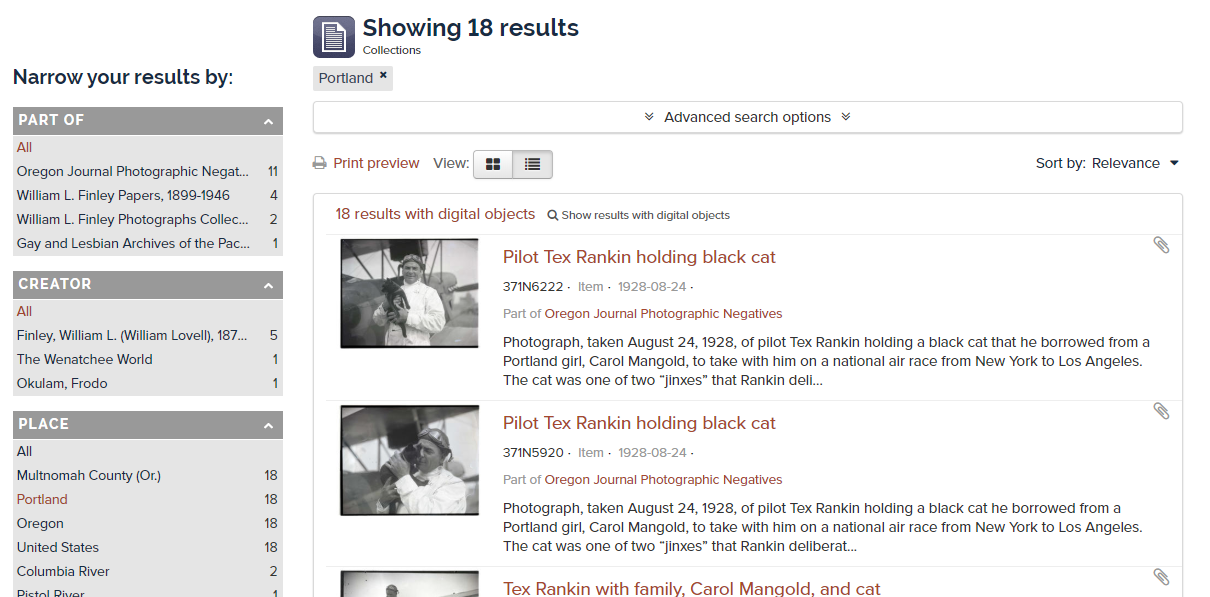 Showing 18 results
Collections
Narrow your results by:
Portland ×
PART OF
All
Oregon Journal Photographic Negat... 11
William L. Finley Papers, 1899-1946 4
William L. Finley Photographs Collec... 2
Gay and Lesbian Archives of the Pac... 1
CREATOR
All
Finley, William L. (William Lovell), 187... 5
The Wenatchee World 1
Okulam, Frodo 1
PLACE
All
Multnomah County (Or.) 18
Portland 18
Oregon 18
United States 18
Columbia River 2
Pistol River 1
Advanced search options
Print preview View:
Sort by: Relevance
18 results with digital objects Show results with digital objects
Pilot Tex Rankin holding black cat
371N6222 · Item · 1928-08-24 ·
Part of Oregon Journal Photographic Negatives
Photograph, taken August 24, 1928, of pilot Tex Rankin holding a black cat that he borrowed from a
Portland girl, Carol Mangold, to take with him on a national air race from New York to Los Angeles.
The cat was one of two “jinxes” that Rankin deli...
Pilot Tex Rankin holding black cat
371N5920 · Item · 1928-08-24 ·
Part of Oregon Journal Photographic Negatives
Photograph, taken August 24, 1928, of pilot Tex Rankin holding a black cat he borrowed from a
Portland girl, Carol Mangold, to take with him on a national air race from New York to Los Angeles.
The cat was one of two “jinxes” that Rankin deliberat...
Tex Rankin with family, Carol Mangold, and cat